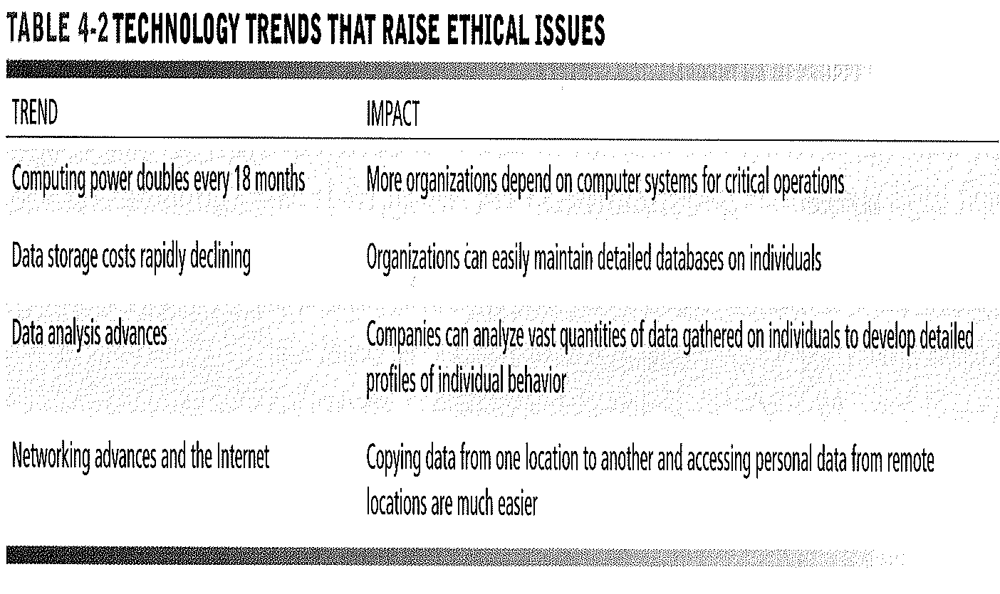 TABLE 4-2 TECHNOLOGY TRENDS THAT RAISE ETHICAL ISSUES
TREND IMPACT
Computing power doubles every 18 months More organizations depend on computer systems for critical operations
Data storage costs rapidly declining Organizations can easily maintain detailed databases on individuals
Data analysis advances Companies can analyze vast quantities of data gathered on individuals to develop detailed
profiles of individual behavior
Networking advances and the Internet Copying data from one location to another and accessing personal data from remote
locations are much easier